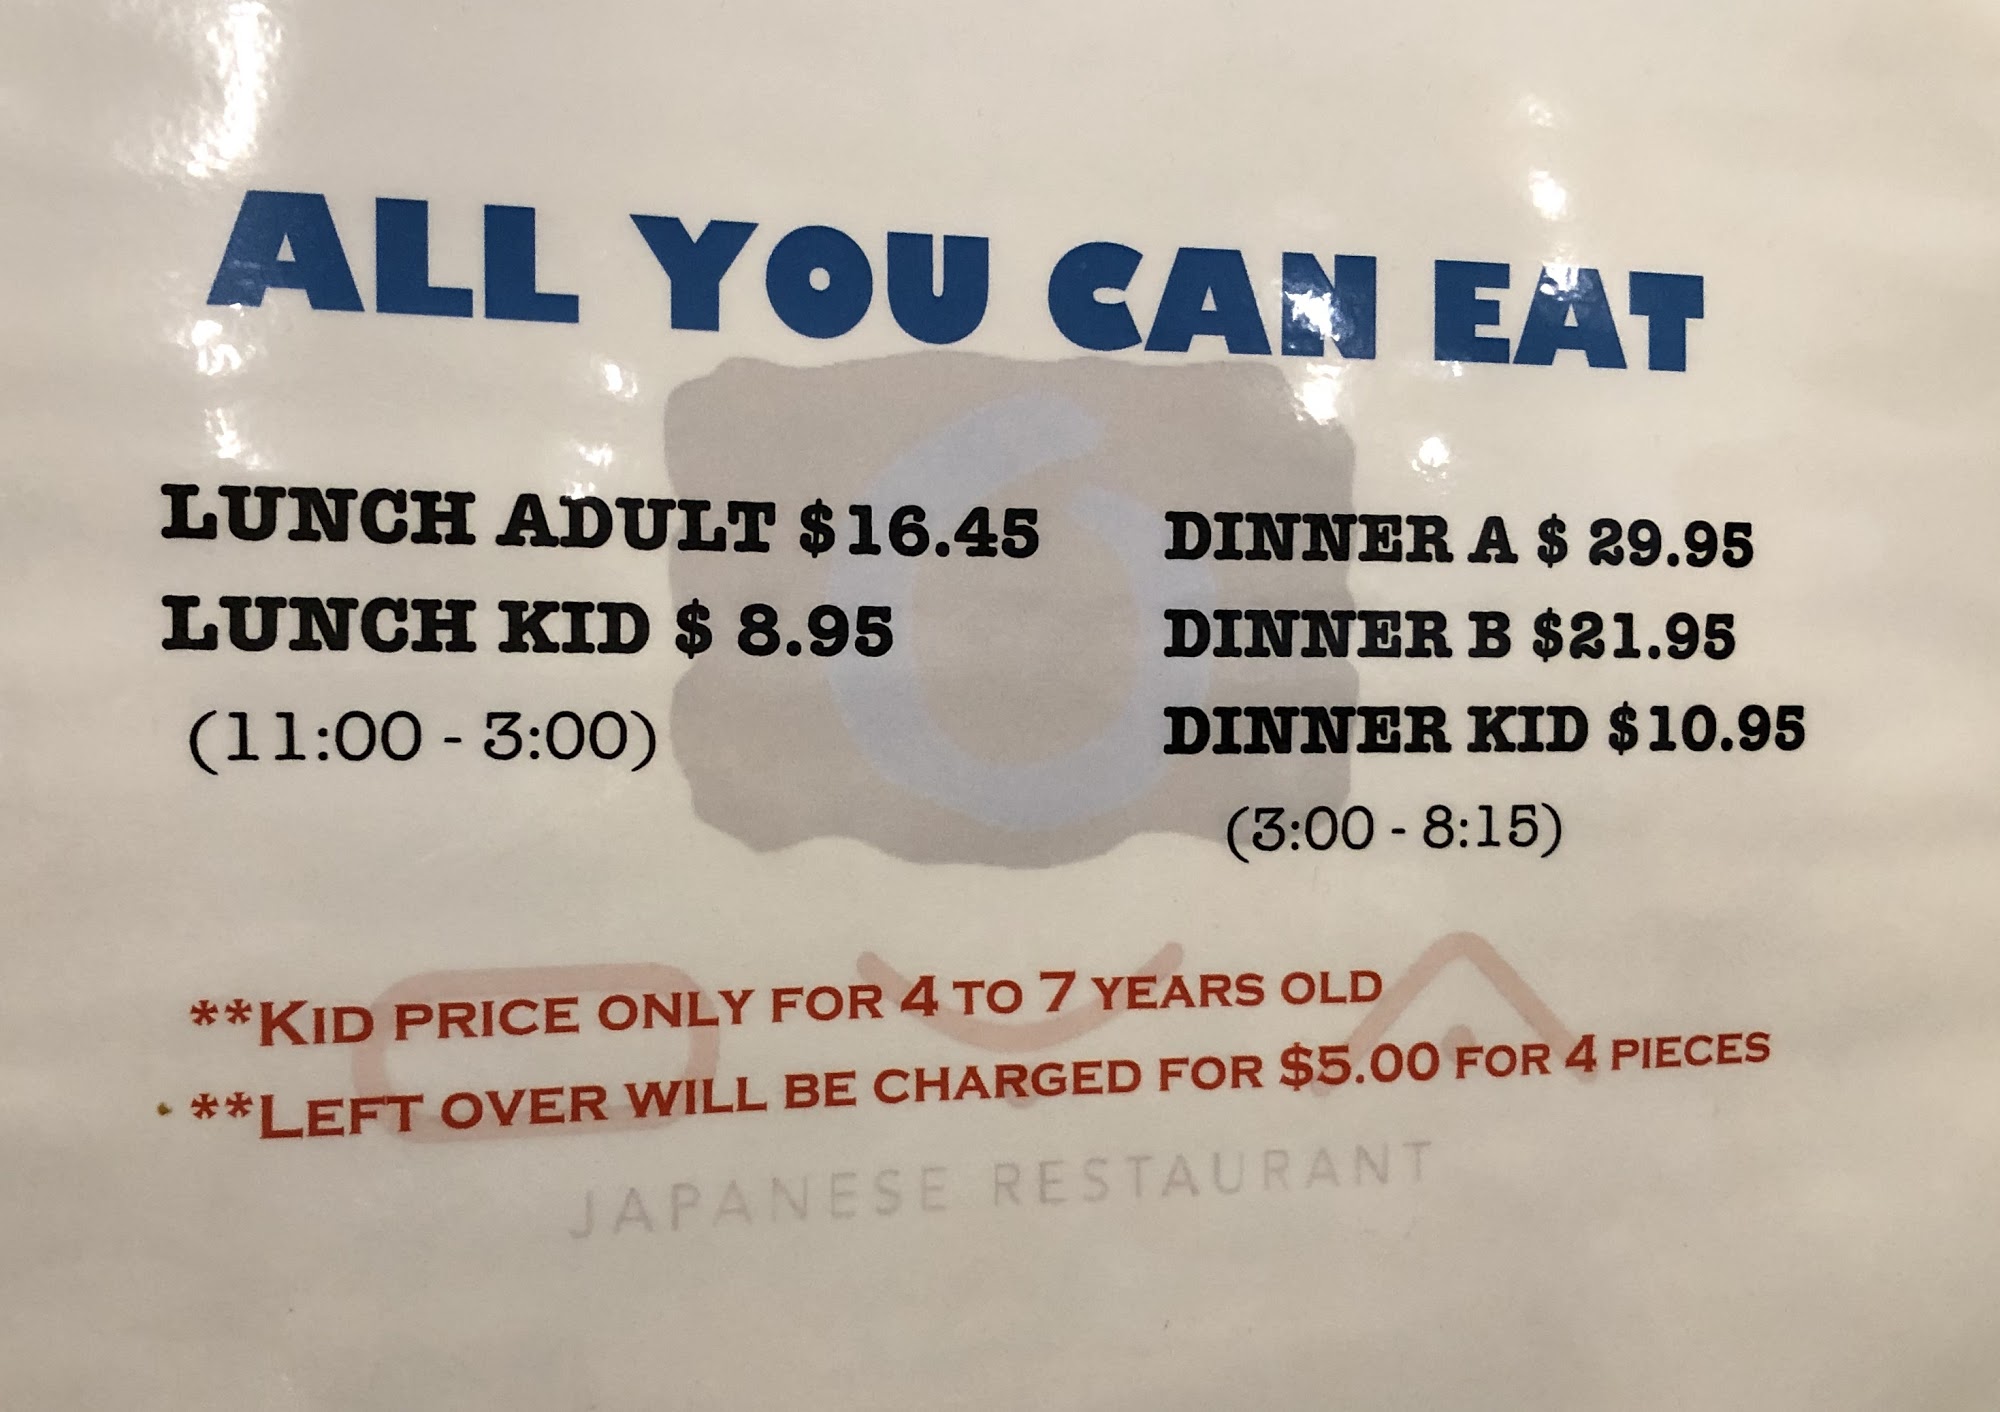 ALL YOU CAN EAT
LUNCH ADULT $16.45
LUNCH KID $ 8.95
(11:00 - 3:00)
DINNER A $ 29.95
DINNER B $21.95
DINNER KID $10.95
(3:00 - 8:15)
**KID PRICE ONLY FOR 4 TO 7 YEARS OLD
**LEFT OVER WILL BE CHARGED FOR $5.00 FOR 4 PIECES
JAPANESE RESTAURANT